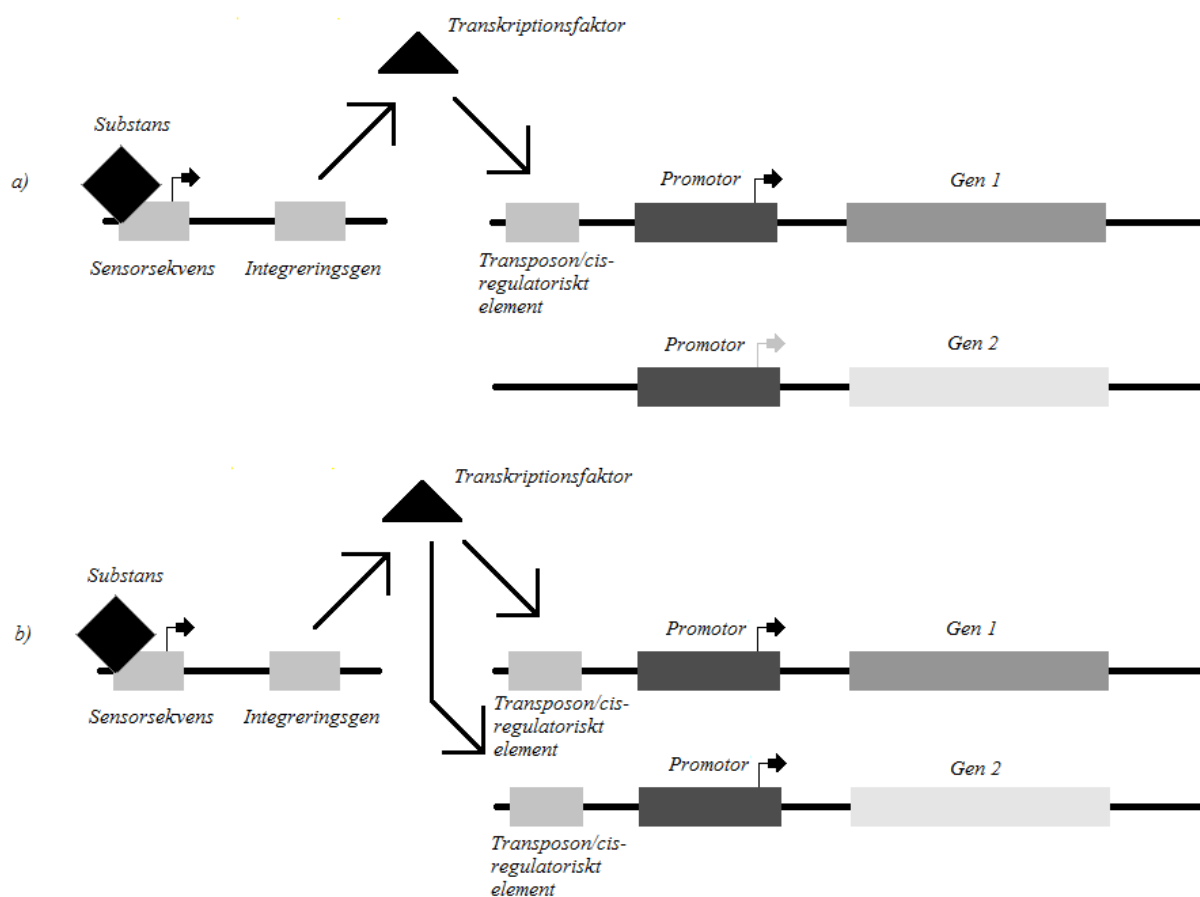 Transkriptionsfaktor
Substans
a)
Promotor
Gen 1
Sensorsekvens
Integreringsgen
Transposon/cis-
regulatoriskt
element
Promotor
Gen 2
Transkriptionsfaktor
Substans
b)
Promotor
Gen 1
Sensorsekvens
Integreringsgen
Transposon/cis-
regulatoriskt
element
Promotor
Gen 2
Transposon/cis-
regulatoriskt
element